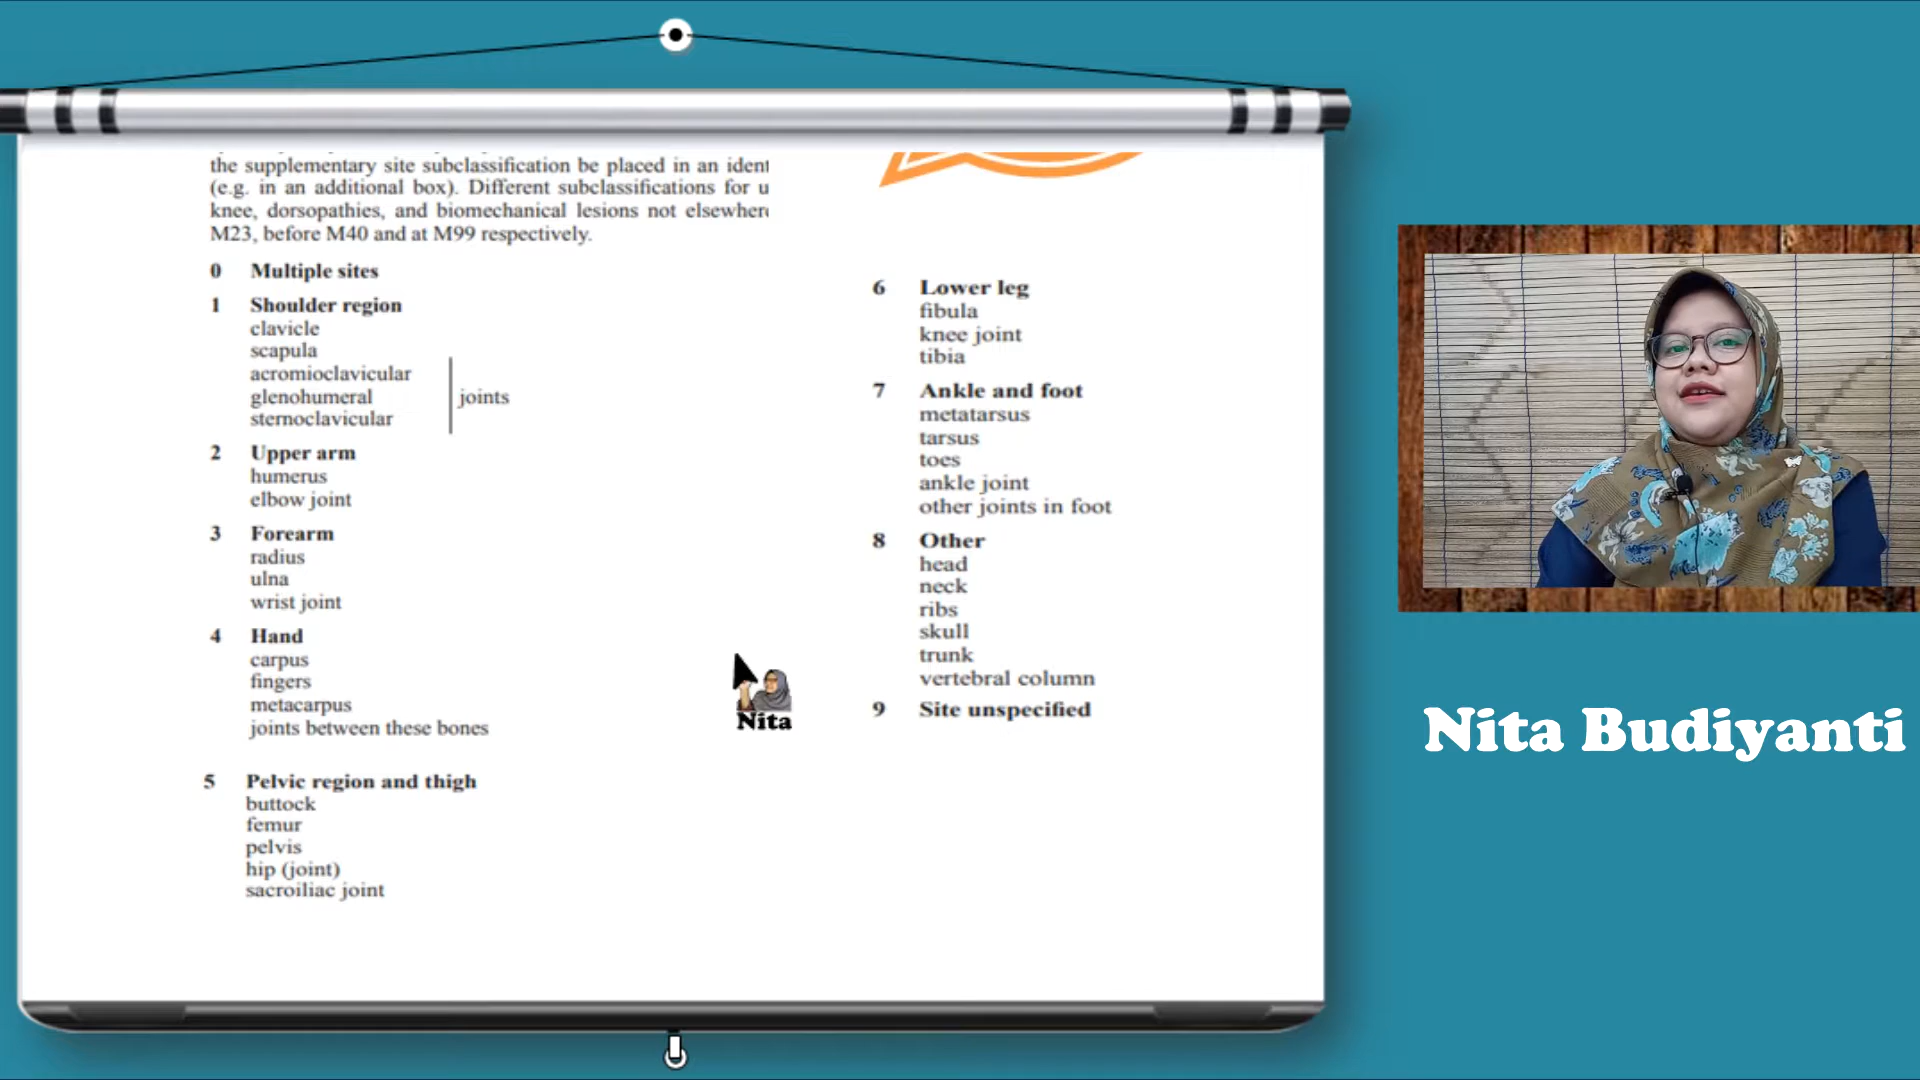 the supplementary site subclassification be placed in an ident
(e.g. in an additional box). Different subclassifications for u
knee, dorsopathies, and biomechanical lesions not elsewhere
M23, before M40 and at M99 respectively.
0 Multiple sites
1 Shoulder region
clavicle
scapula
acromioclavicular
glenohumeral joints
sternoclavicular
2 Upper arm
humerus
elbow joint
3 Forearm
radius
ulna
wrist joint
4 Hand
carpus
fingers
metacarpus
joints between these bones
5 Pelvic region and thigh
buttock
femur
pelvis
hip (joint)
sacroiliac joint
6 Lower leg
fibula
knee joint
tibia
7 Ankle and foot
metatarsus
tarsus
toes
ankle joint
other joints in foot
8 Other
head
neck
ribs
skull
trunk
vertebral column
9 Site unspecified
Nita
Nita Budiyanti